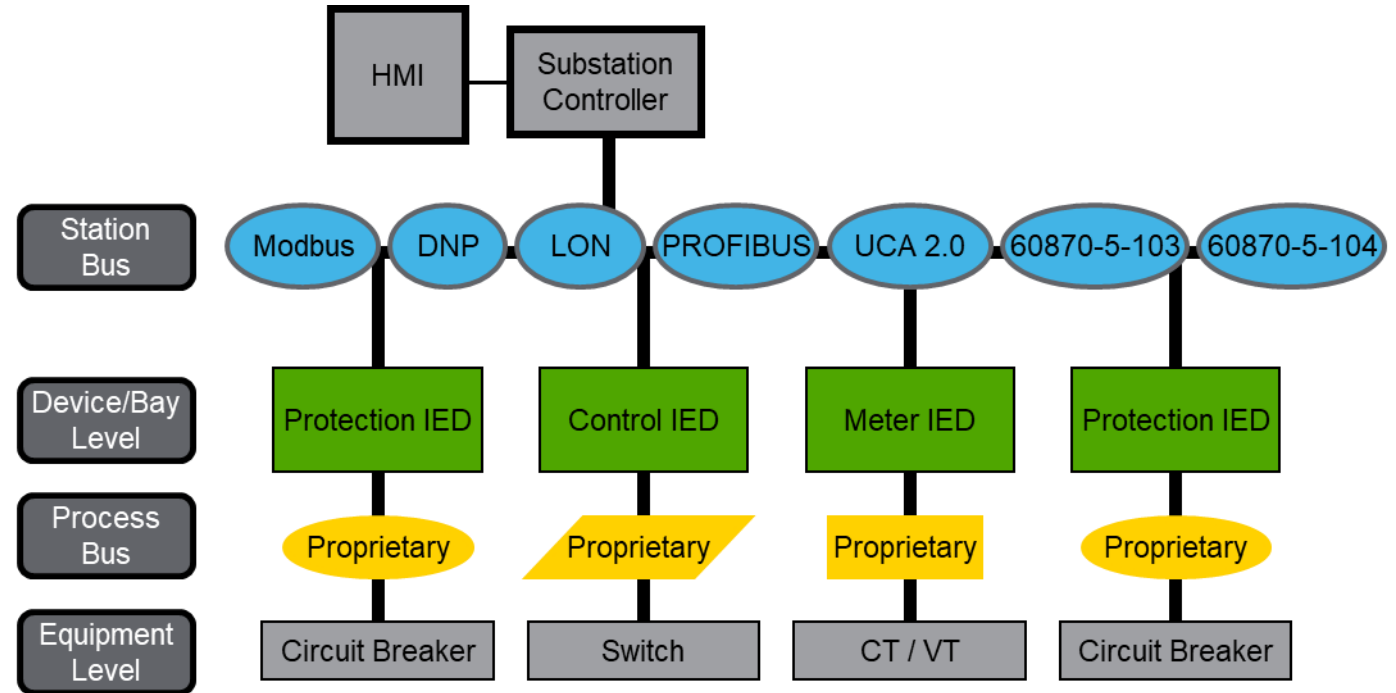 HMI
Substation
Controller
Station
Bus
Modbus
DNP
LON
PROFIBUS
UCA 2.0
60870-5-103
60870-5-104
Device/Bay
Level
Protection IED
Control IED
Meter IED
Protection IED
Process
Bus
Proprietary
Proprietary
Proprietary
Proprietary
Equipment
Level
Circuit Breaker
Switch
CT / VT
Circuit Breaker